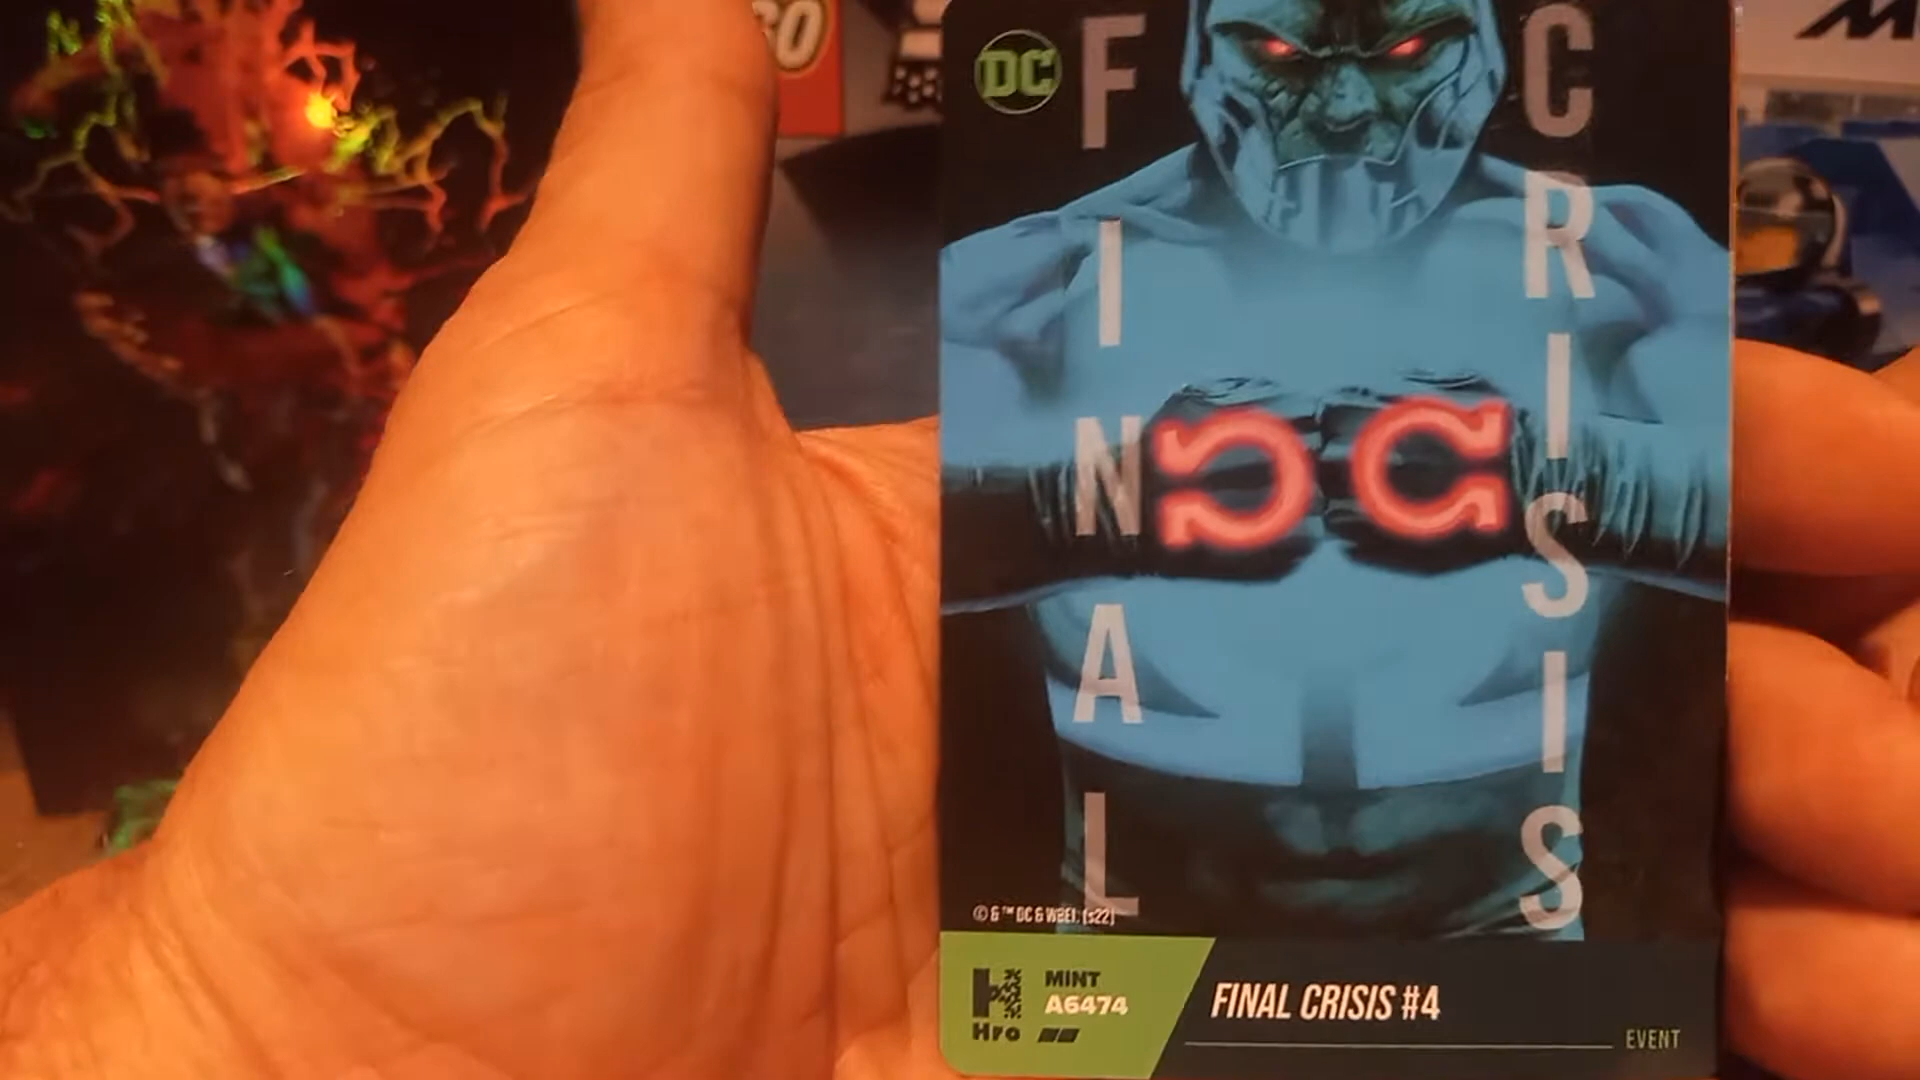 DC
FINAL
CRISIS
© & ™ DC & WBEI. (s22)
Hro
MINT
A6474
FINAL CRISIS #4
EVENT